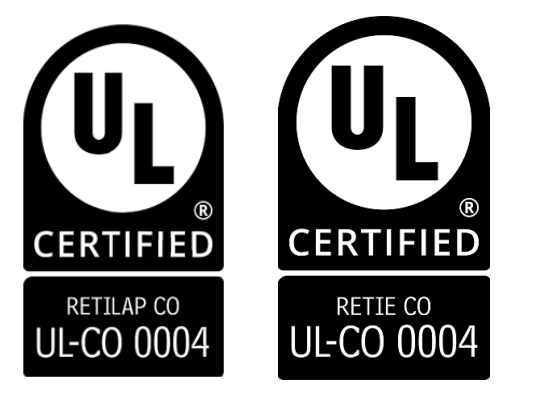 UL
®
CERTIFIED
RETILAP CO
UL-CO 0004
UL
®
CERTIFIED
RETIE CO
UL-CO 0004